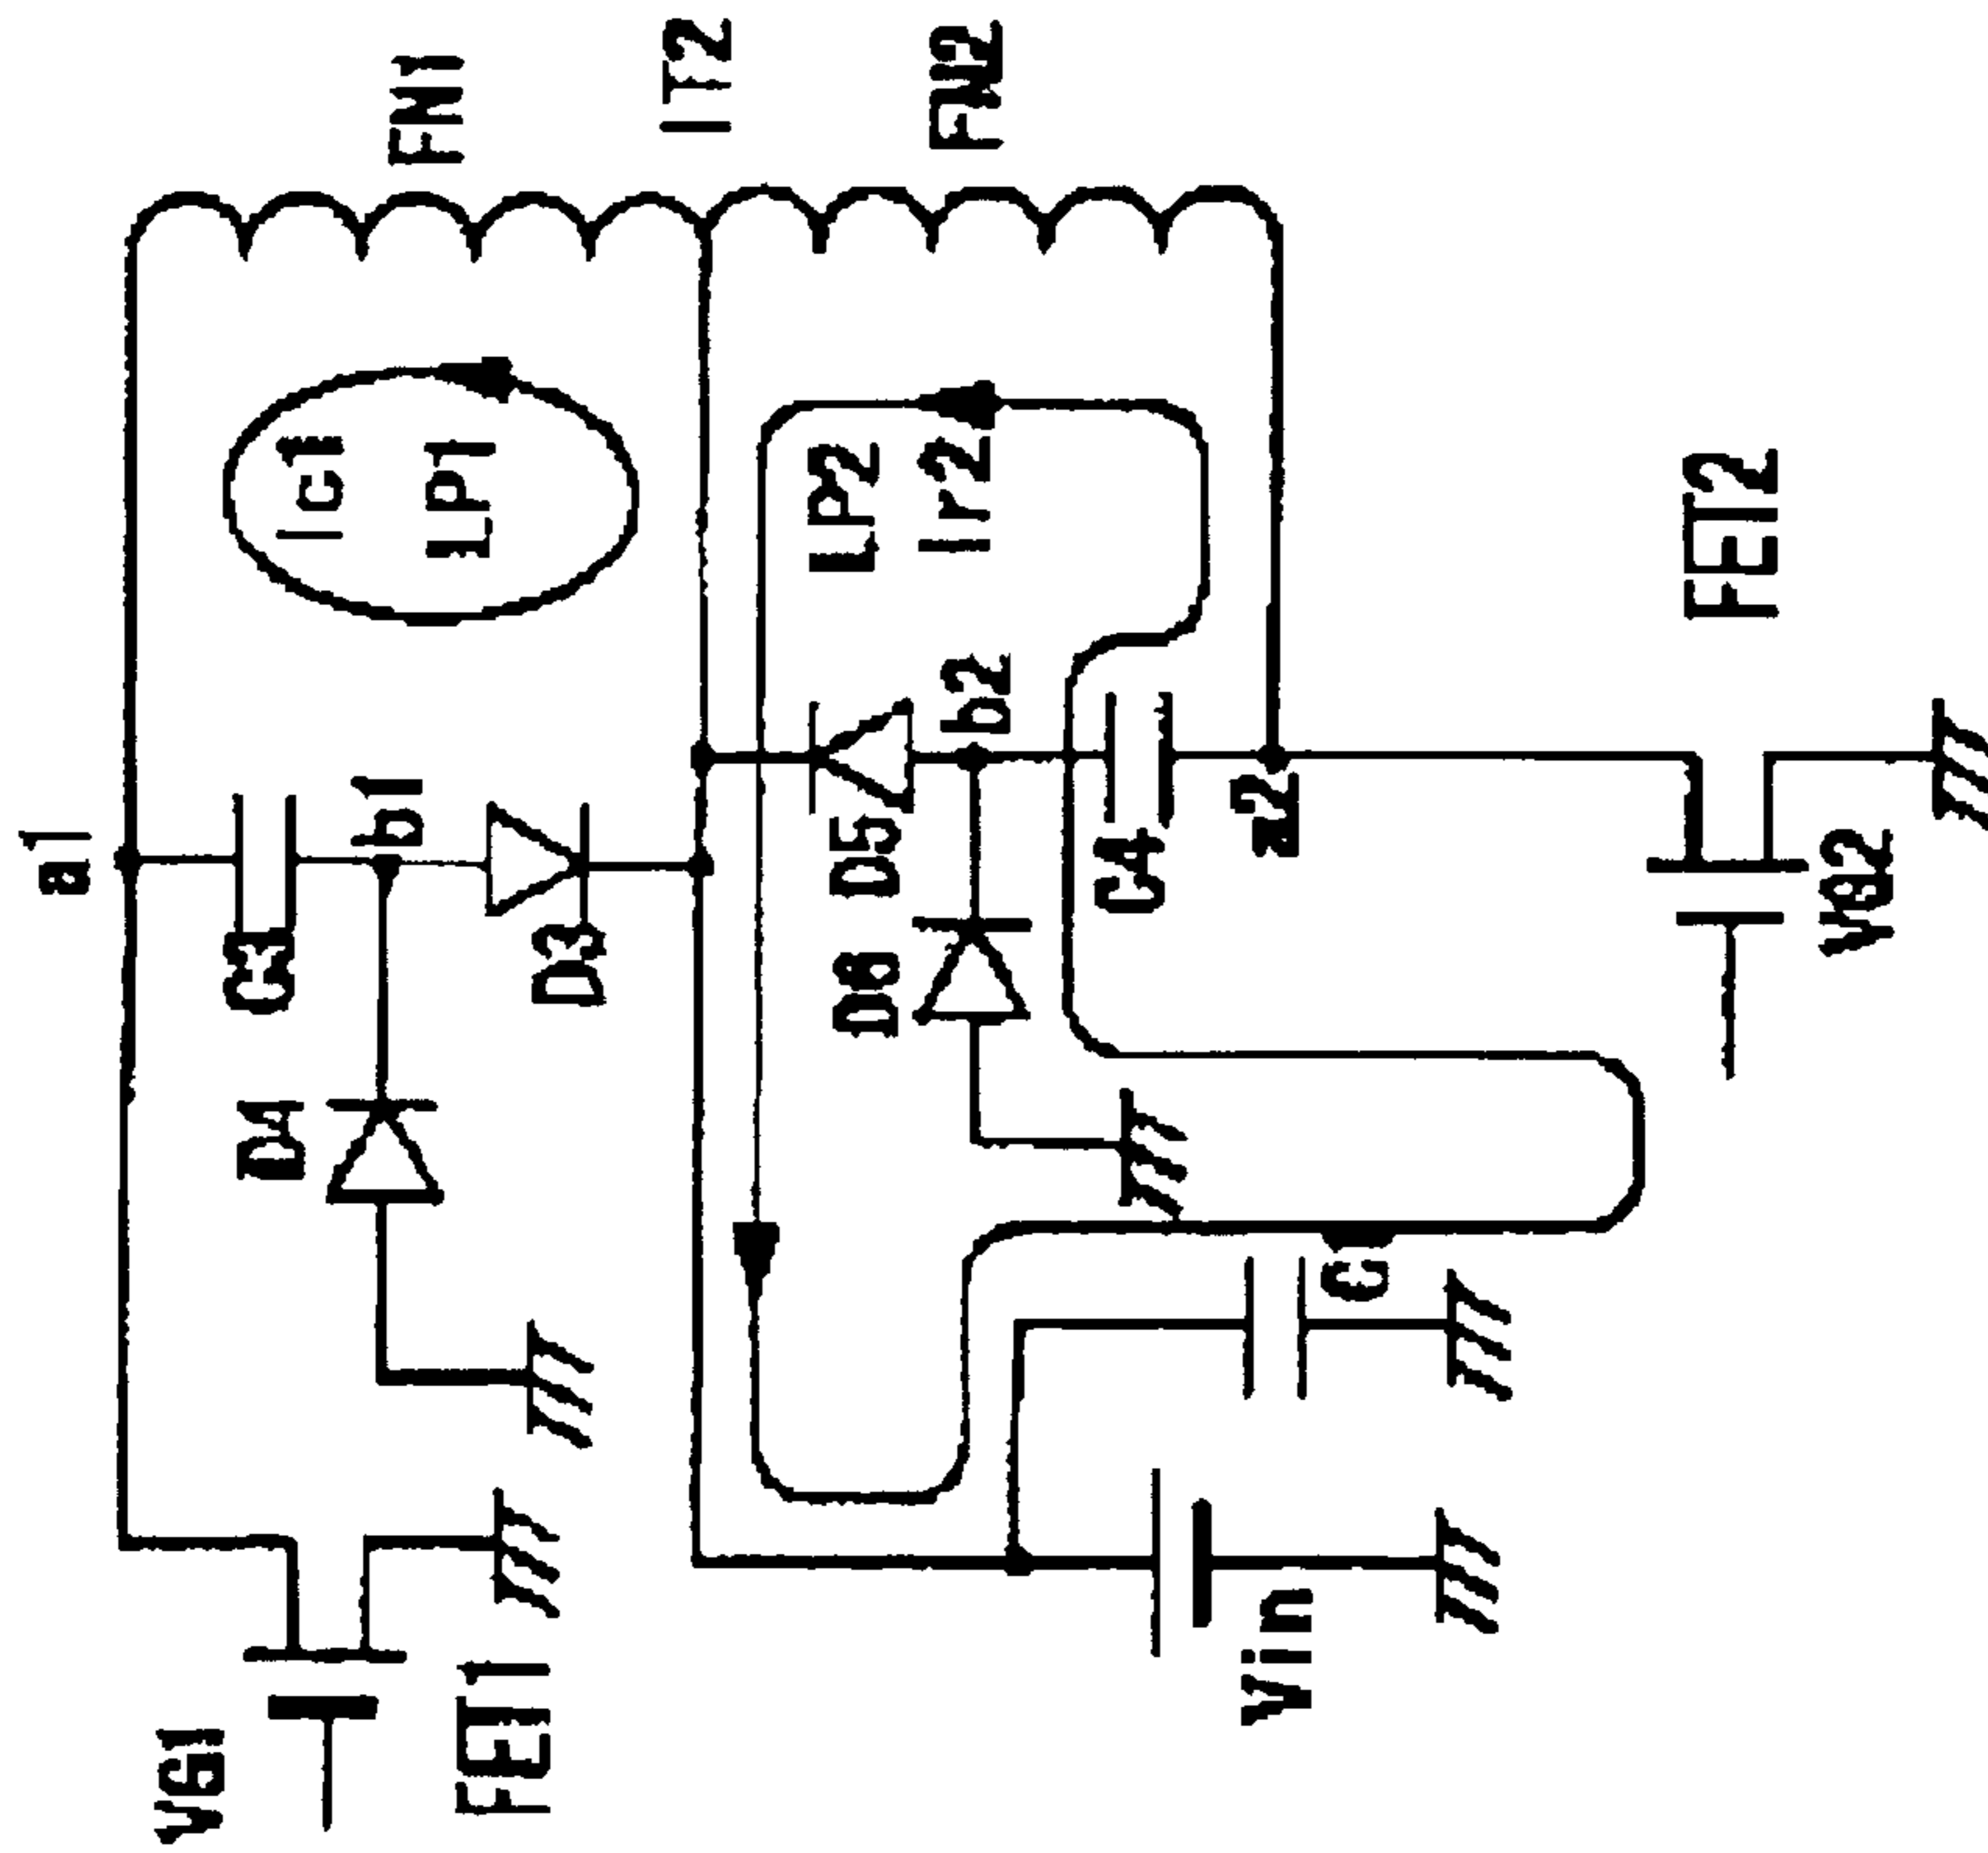 a1
VG1
C3
D4
Ic1
b1
FN1
lp1
FET1
D3
IT2
D6 D5
LP2
Ir2
FN2
b2
C4
a2
Vin
C
FET2
Vg2